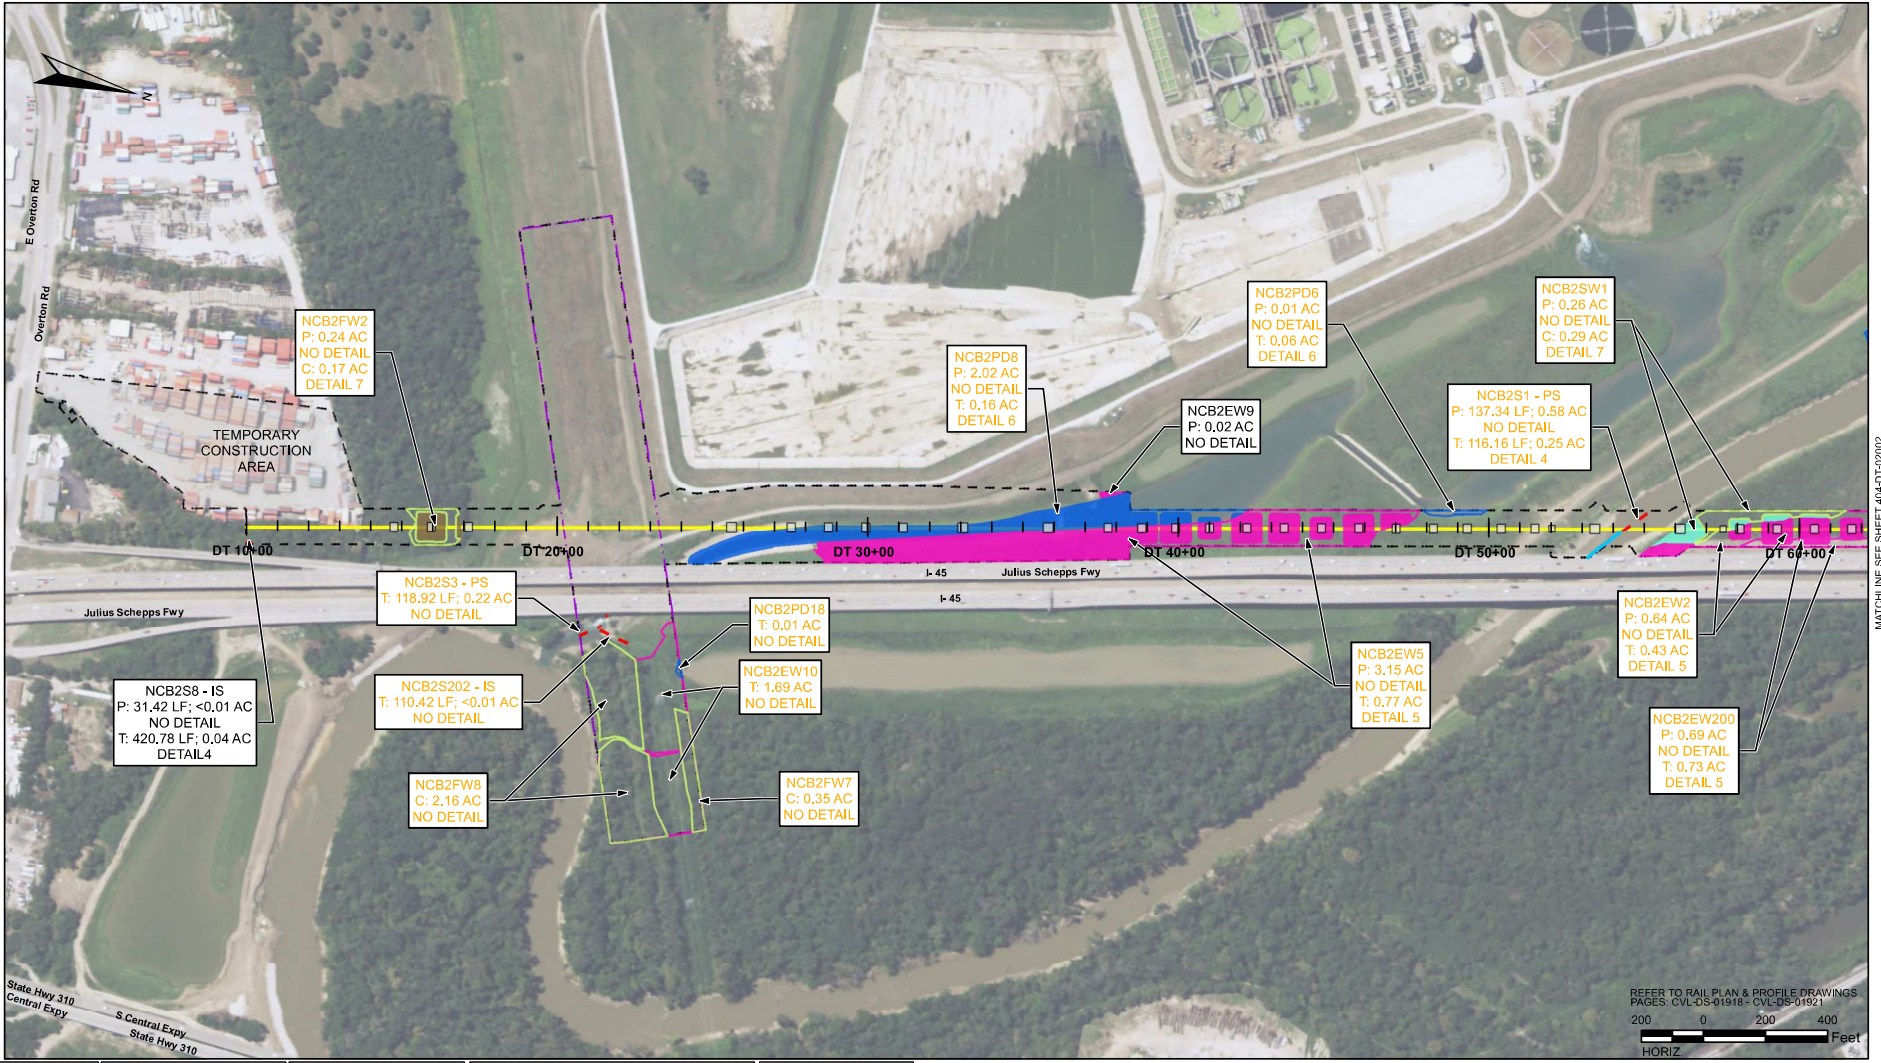 N
E Overton Rd
Overton Rd
NCB2FW2
P: 0.24 AC
NO DETAIL
C: 0.17 AC
DETAIL 7
TEMPORARY
CONSTRUCTION
AREA
NCB2PD8
P: 2.02 AC
NO DETAIL
T: 0.16 AC
DETAIL 6
NCB2EW9
P: 0.02 AC
NO DETAIL
NCB2PD6
P: 0.01 AC
NO DETAIL
T: 0.06 AC
DETAIL 6
NCB2SW1
P: 0.26 AC
NO DETAIL
C: 0.29 AC
DETAIL 7
NCB2S1 - PS
P: 137.34 LF; 0.58 AC
NO DETAIL
T: 116.16 LF; 0.25 AC
DETAIL 4
MATCHLINE SEE SHEET 404-DT-02002
DT 10+00
DT 20+00
DT 30+00
DT 40+00
DT 50+00
DT 60+00
I- 45
Julius Schepps Fwy
I- 45
Julius Schepps Fwy
NCB2S3 - PS
T: 118.92 LF; 0.22 AC
NO DETAIL
NCB2PD18
T: 0.01 AC
NO DETAIL
NCB2EW2
P: 0.64 AC
NO DETAIL
T: 0.43 AC
DETAIL 5
NCB2S8 - IS
P: 31.42 LF; <0.01 AC
NO DETAIL
T: 420.78 LF; 0.04 AC
DETAIL4
NCB2S202 - IS
T: 110.42 LF; <0.01 AC
NO DETAIL
NCB2EW10
T: 1.69 AC
NO DETAIL
NCB2EW5
P: 3.15 AC
NO DETAIL
T: 0.77 AC
DETAIL 5
NCB2EW200
P: 0.69 AC
NO DETAIL
T: 0.73 AC
DETAIL 5
NCB2FW8
C: 2.16 AC
NO DETAIL
NCB2FW7
C: 0.35 AC
NO DETAIL
State Hwy 310
Central Expy
S Central Expy
State Hwy 310
REFER TO RAIL PLAN & PROFILE DRAWINGS
PAGES: CVL-DS-01918 - CVL-DS-01921
200 0 200 400
Feet
HORIZ.